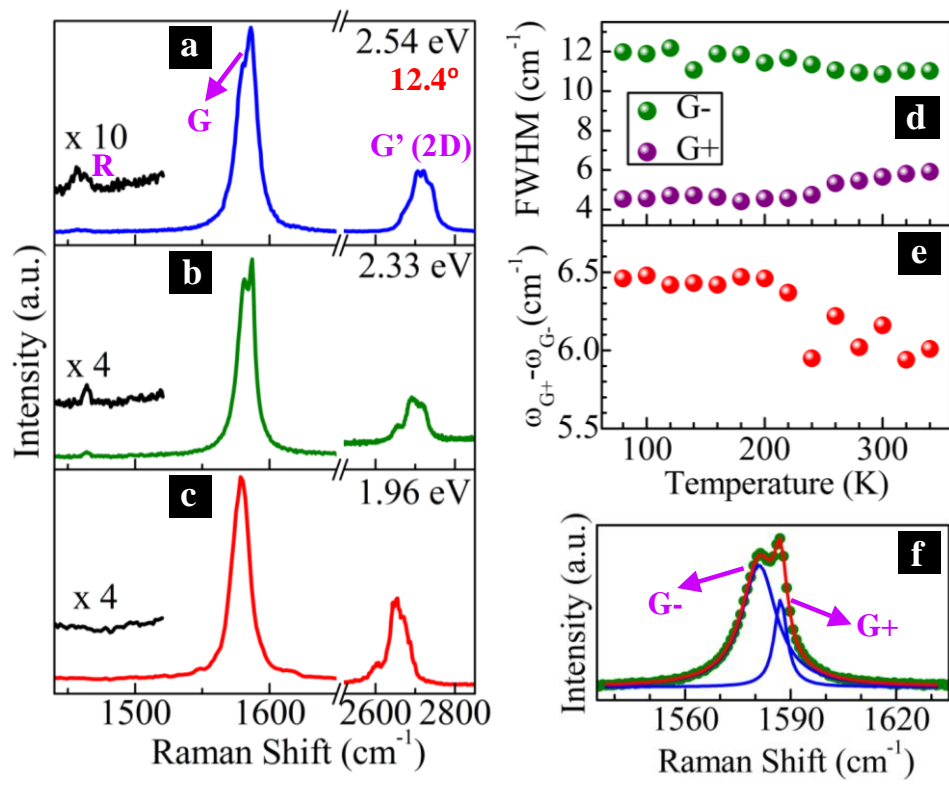 a
2.54 eV
12.4º
G
x 10
R
G' (2D)
b
2.33 eV
x 4
c
1.96 eV
x 4
Intensity (a.u.)
1500
1600
2600
2800
Raman Shift (cm⁻¹)
12
10
8
6
4
FWHM (cm⁻¹)
G-
G+
d
e
6.5
6.0
5.5
ω_G+-ω_G-(cm⁻¹)
100
200
300
Temperature (K)
f
G-
G+
Intensity (a.u.)
1560
1590
1620
Raman Shift (cm⁻¹)